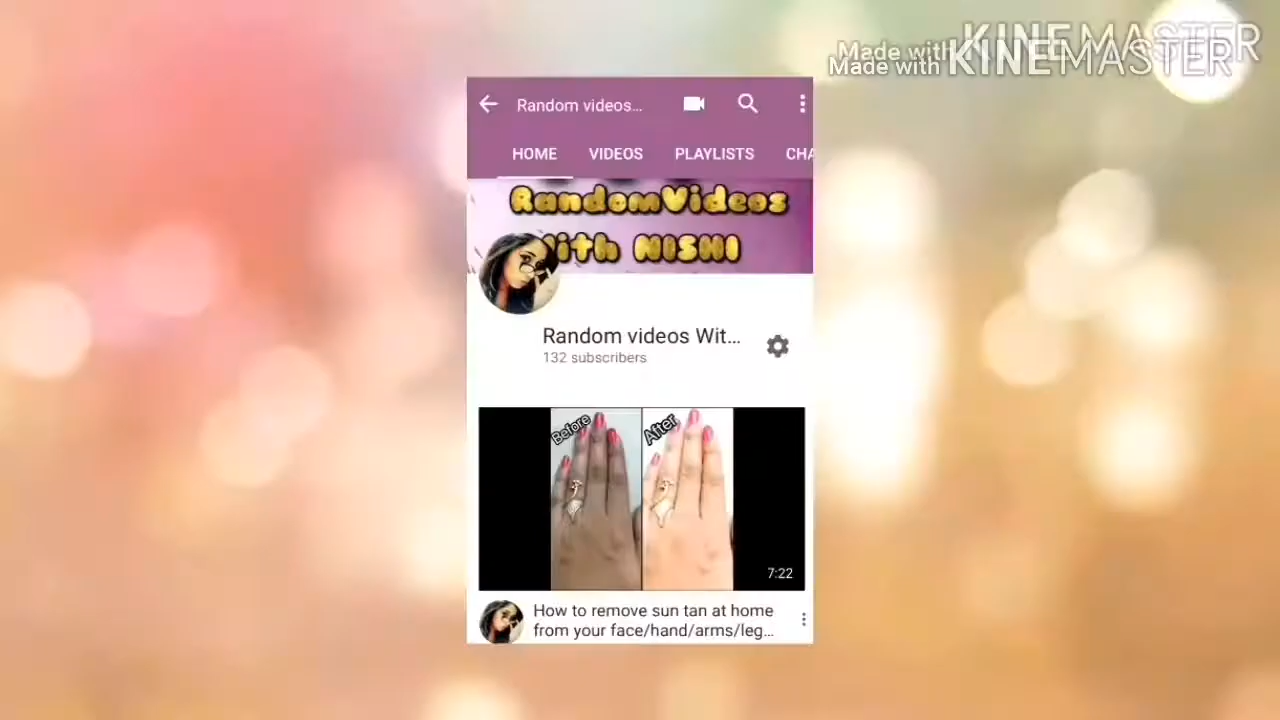 Made with KINEMASTER
Made with KINEMASTER
Random videos...
HOME VIDEOS PLAYLISTS CHA
RandomVideos
With NISHI
Random videos Wit...
132 subscribers
Before
After
7:22
How to remove sun tan at home
from your face/hand/arms/leg...